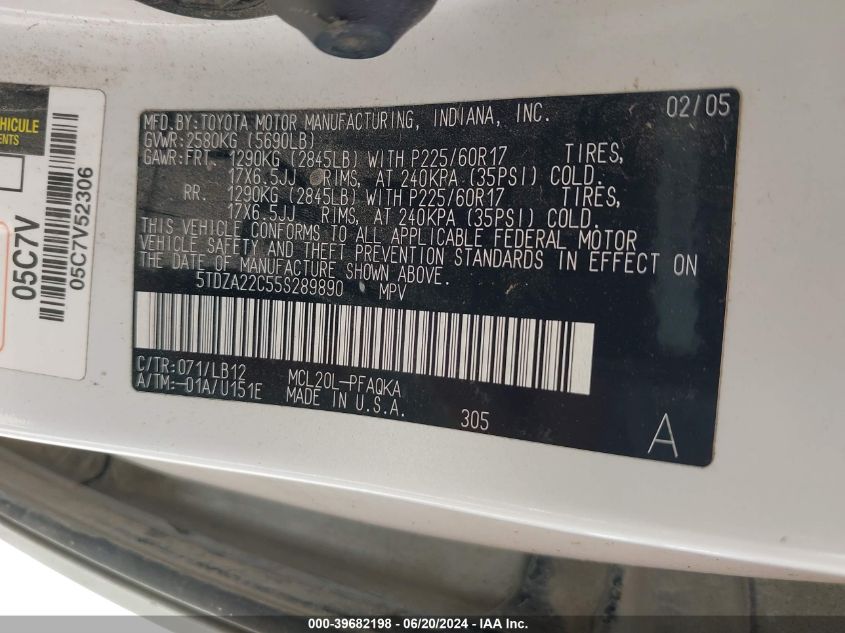 VEHICULE
ENTS
05C7V
05C7V52306
MFD.BY:TOYOTA MOTOR MANUFACTURING, INDIANA, INC. 02/05
GVWR:2580KG (5690LB)
GAWR:FRT. 1290KG (2845LB) WITH P225/60R17 TIRES,
17X6.5JJ RIMS, AT 240KPA (35PSI) COLD.
RR. 1290KG (2845LB) WITH P225/60R17 TIRES,
17X6.5JJ RIMS, AT 240KPA (35PSI) COLD.
THIS VEHICLE CONFORMS TO ALL APPLICABLE FEDERAL MOTOR
VEHICLE SAFETY AND THEFT PREVENTION STANDARDS IN EFFECT ON
THE DATE OF MANUFACTURE SHOWN ABOVE.
5TDZA22C55S289890 MPV
C/TR:071/LB12 MCL20L-PFAQKA
A/TM:-01A/U151E MADE IN U.S.A. 305
A
000-39682198 - 06/20/2024 - IAA Inc.